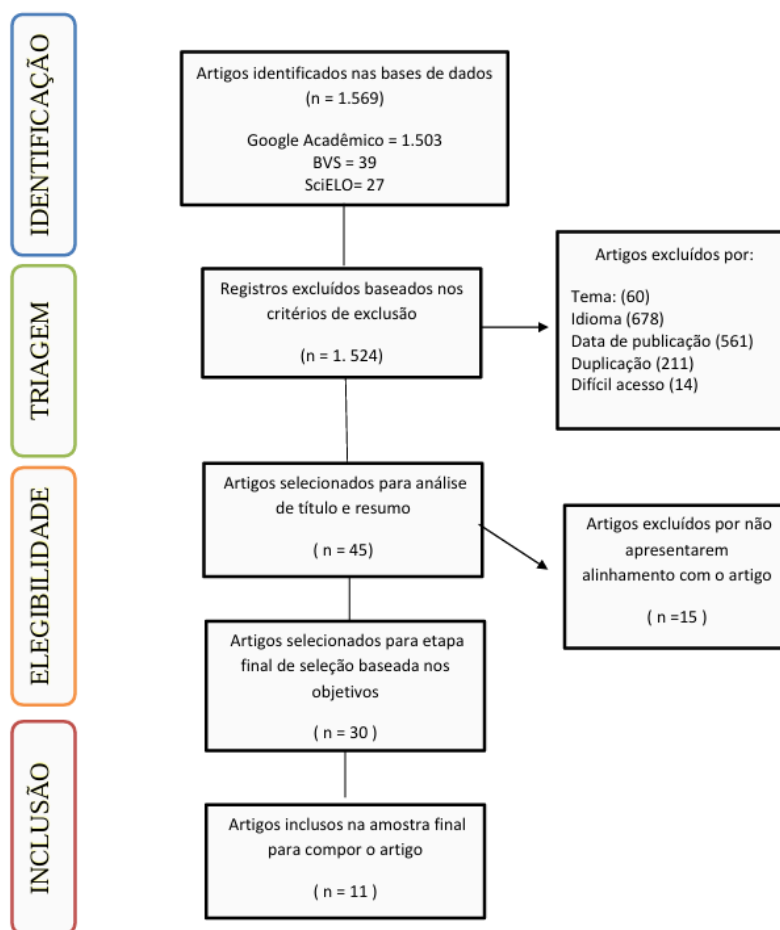 IDENTIFICAÇÃO
Artigos identificados nas bases de dados
(n = 1.569)
Google Acadêmico = 1.503
BVS = 39
SciELO= 27
TRIAGEM
Registros excluídos baseados nos
critérios de exclusão
(n = 1. 524)
Artigos excluídos por:
Tema: (60)
Idioma (678)
Data de publicação (561)
Duplicação (211)
Difícil acesso (14)
ELEGIBILIDADE
Artigos selecionados para análise
de título e resumo
( n = 45)
Artigos excluídos por não
apresentarem
alinhamento com o artigo
( n =15 )
Artigos selecionados para etapa
final de seleção baseada nos
objetivos
( n = 30 )
INCLUSÃO
Artigos inclusos na amostra final
para compor o artigo
( n = 11 )